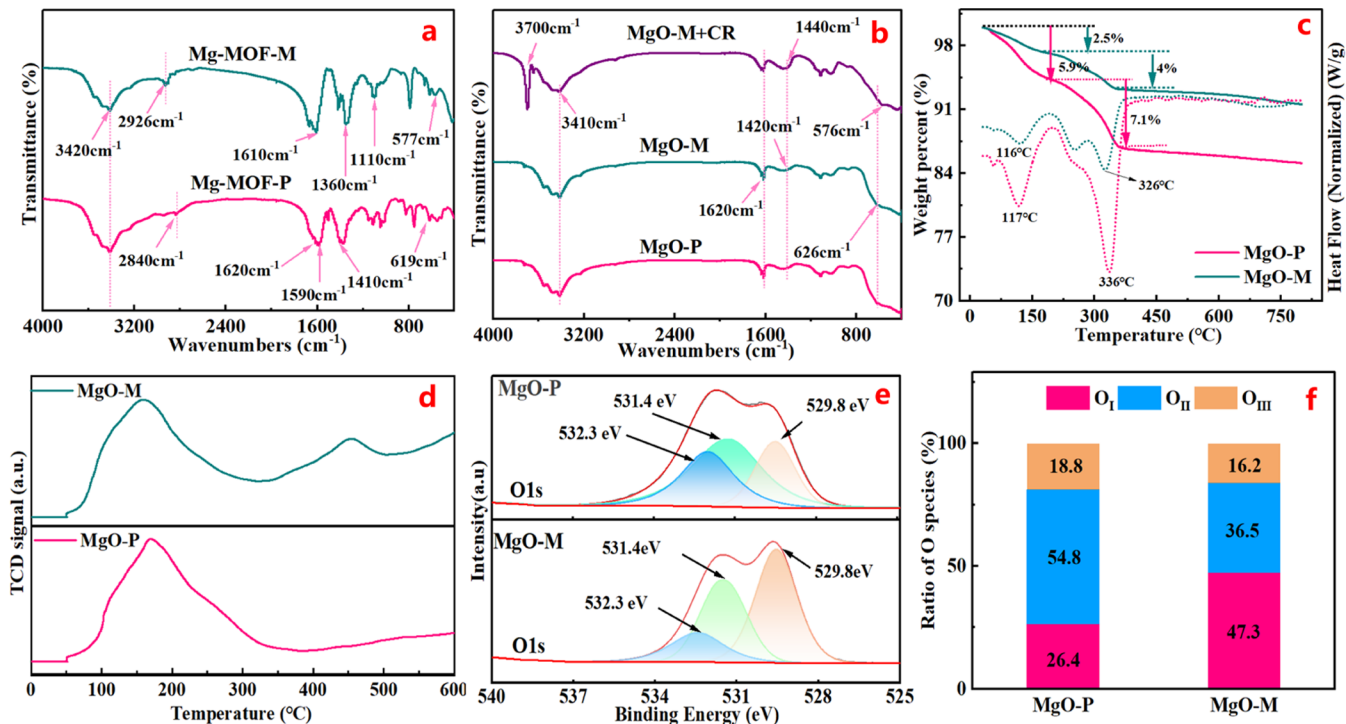 a
Mg-MOF-M
3420cm-1
2926cm-1
1610cm-1
1360cm-1
1110cm-1
577cm-1
Mg-MOF-P
2840cm-1
1620cm-1
1590cm-1
1410cm-1
619cm-1
Transmittance (%)
4000 3200 2400 1600 800
Wavenumbers (cm-1)
b
3700cm-1
MgO-M+CR
1440cm-1
3410cm-1
1420cm-1
576cm-1
MgO-M
1620cm-1
626cm-1
MgO-P
Transmittance (%)
4000 3200 2400 1600 800
Wavenumbers (cm-1)
c
2.5%
5.9%
4%
7.1%
116℃
117℃
326℃
336℃
MgO-P
MgO-M
98
91
84
77
70
Weight percent (%)
Heat Flow (Normalized) (W/g)
0 150 300 450 600 750
Temperature (℃)
d
MgO-M
MgO-P
TCD signal (a.u.)
0 100 200 300 400 500 600
Temperature (℃)
e
MgO-P
531.4 eV
532.3 eV
529.8 eV
O1s
MgO-M
531.4eV
532.3 eV
529.8eV
O1s
Intensity(a.u)
540 537 534 531 528 525
Binding Energy (eV)
f
OI OII OIII
100
50
0
18.8
54.8
26.4
16.2
36.5
47.3
Ratio of O species (%)
MgO-P MgO-M